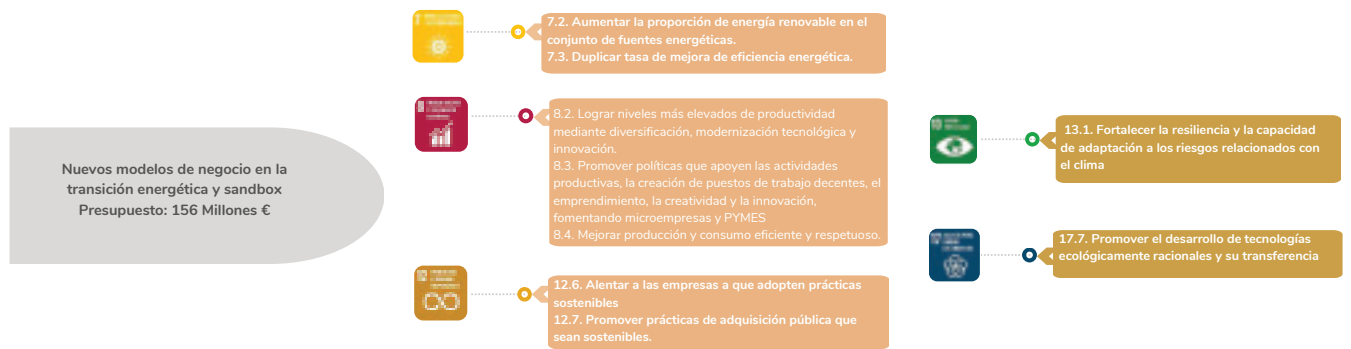 Nuevos modelos de negocio en la
transición energética y sandbox
Presupuesto: 156 Millones €
7.2. Aumentar la proporción de energía renovable en el
conjunto de fuentes energéticas.
7.3. Duplicar tasa de mejora de eficiencia energética.
8.2. Lograr niveles más elevados de productividad
mediante diversificación, modernización tecnológica y
innovación.
8.3. Promover políticas que apoyen las actividades
productivas, la creación de puestos de trabajo decentes, el
emprendimiento, la creatividad y la innovación,
fomentando microempresas y PYMES
8.4. Mejorar producción y consumo eficiente y respetuoso.
12.6. Alentar a las empresas a que adopten prácticas
sostenibles
12.7. Promover prácticas de adquisición pública que
sean sostenibles.
13.1. Fortalecer la resiliencia y la capacidad
de adaptación a los riesgos relacionados con
el clima
17.7. Promover el desarrollo de tecnologías
ecológicamente racionales y su transferencia